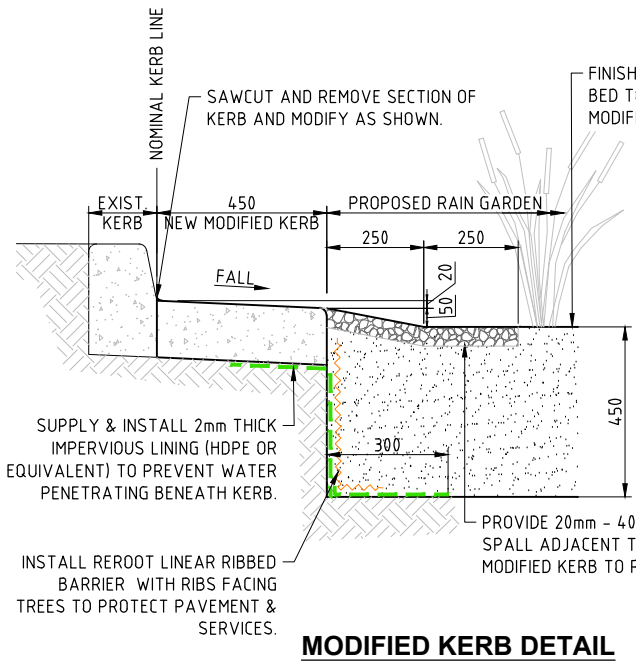 NOMINAL KERB LINE
SAWCUT AND REMOVE SECTION OF
KERB AND MODIFY AS SHOWN.
FINISH
BED
MODIF
EXIST.
KERB
450
NEW MODIFIED KERB
PROPOSED RAIN GARDEN
250
250
FALL
20
50
450
300
SUPPLY & INSTALL 2mm THICK
IMPERVIOUS LINING (HDPE OR
EQUIVALENT) TO PREVENT WATER
PENETRATING BENEATH KERB.
PROVIDE 20mm - 40
SPALL ADJACENT T
MODIFIED KERB TO
INSTALL REROOT LINEAR RIBBED
BARRIER WITH RIBS FACING
TREES TO PROTECT PAVEMENT &
SERVICES.
MODIFIED KERB DETAIL